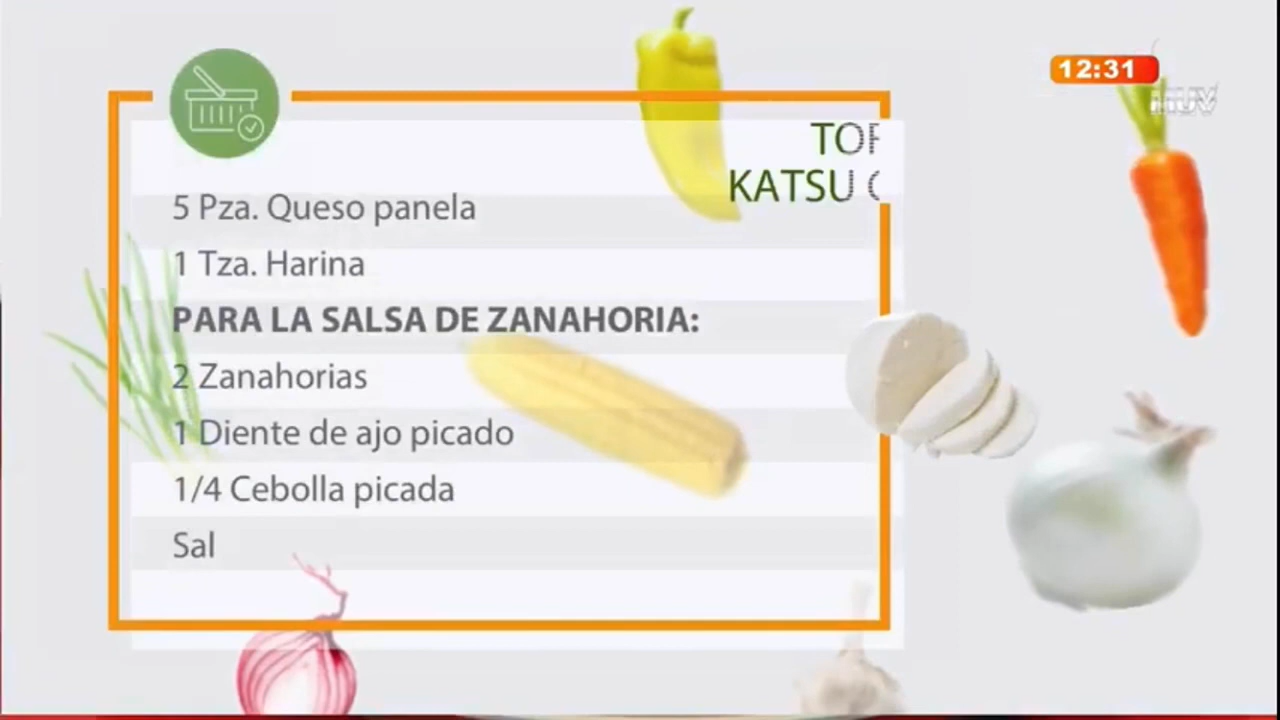 12:31
MUV
KATSU
5 Pza. Queso panela
1 Tza. Harina
PARA LA SALSA DE ZANAHORIA:
2 Zanahorias
1 Diente de ajo picado
1/4 Cebolla picada
Sal